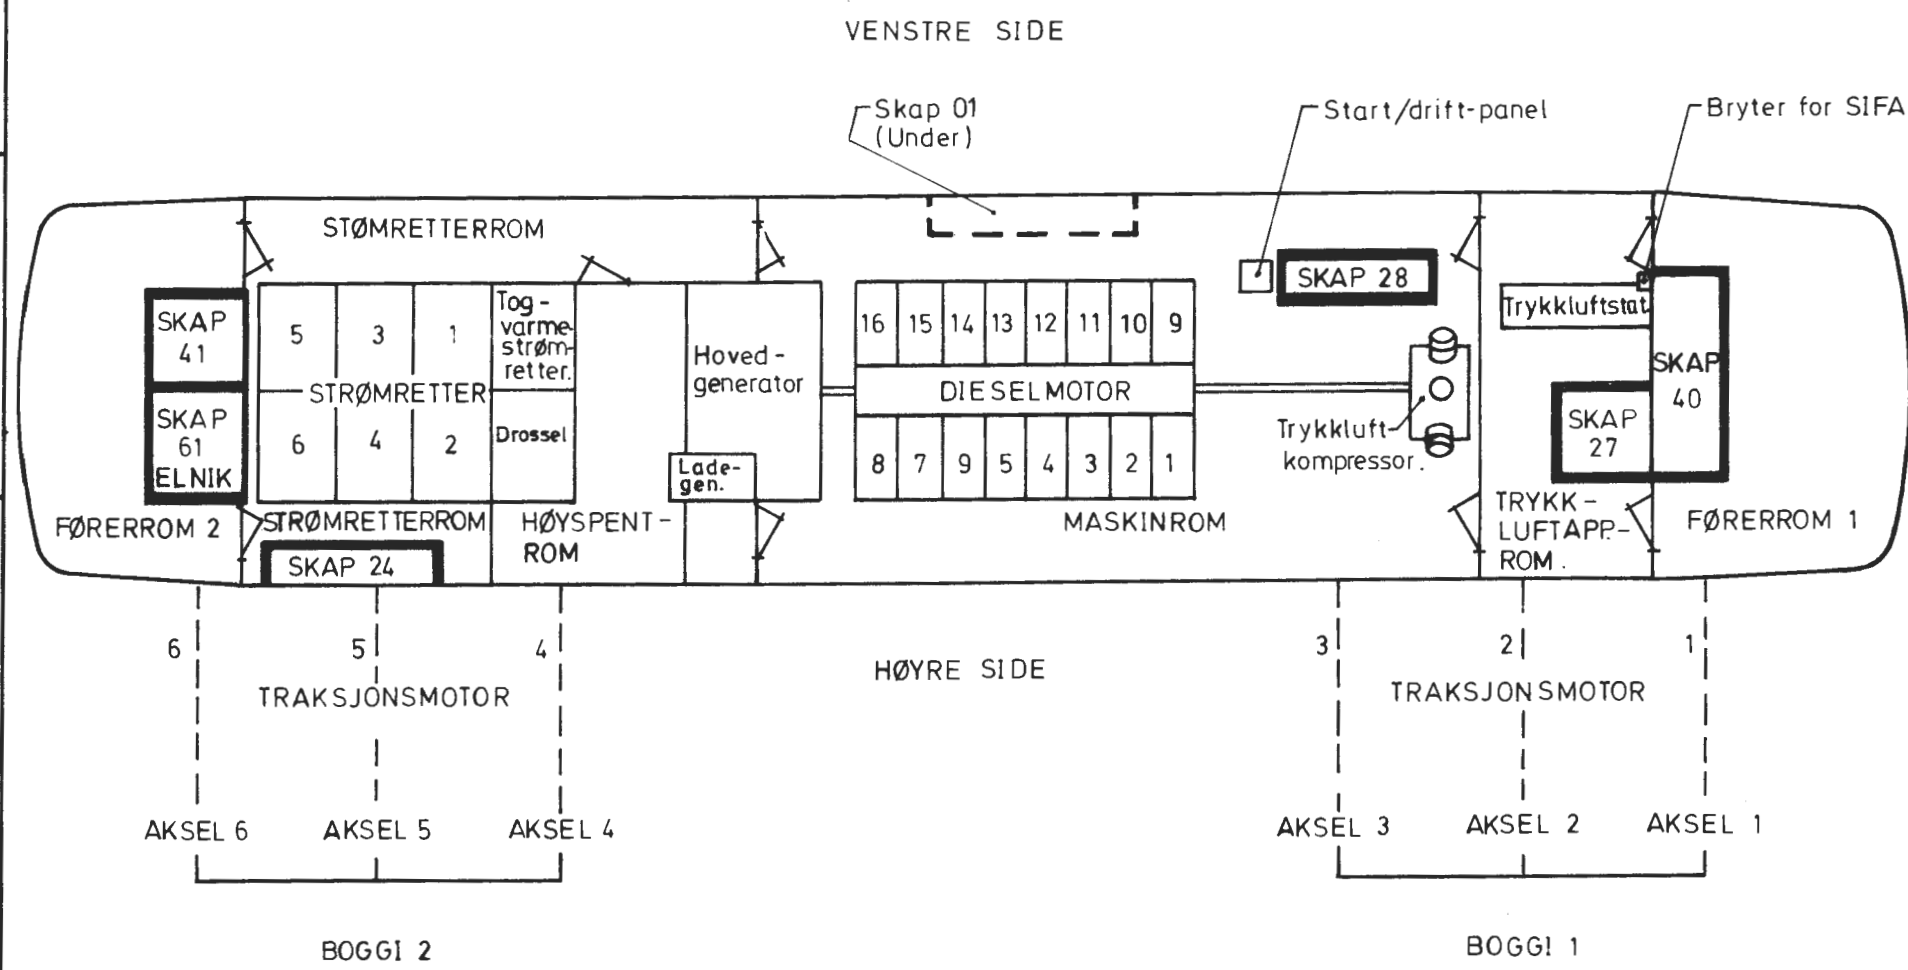 VENSTRE SIDE
Skap 01
(Under)
Start/drift-panel
Bryter for SIFA
STØMRETTERROM
SKAP
41
SKAP
61
ELNIK
5
3
1
STRØMRETTER
6
4
2
Tog-
varme-
strøm-
retter.
Drossel
Hoved-
generator
Lade-
gen.
16 15 14 13 12 11 10 9
DIESELMOTOR
8 7 9 5 4 3 2 1
SKAP 28
Trykkluft-
kompressor.
Trykkluftstat.
SKAP
40
SKAP
27
FØRERROM 2
STRØMRETTERROM
SKAP 24
HØYSPENT-
ROM
MASKINROM
TRYKK-
LUFTAPP.-
ROM.
FØRERROM 1
6
5
4
3
2
1
TRAKSJONSMOTOR
HØYRE SIDE
TRAKSJONSMOTOR
AKSEL 6
AKSEL 5
AKSEL 4
AKSEL 3
AKSEL 2
AKSEL 1
BOGGI 2
BOGGI 1